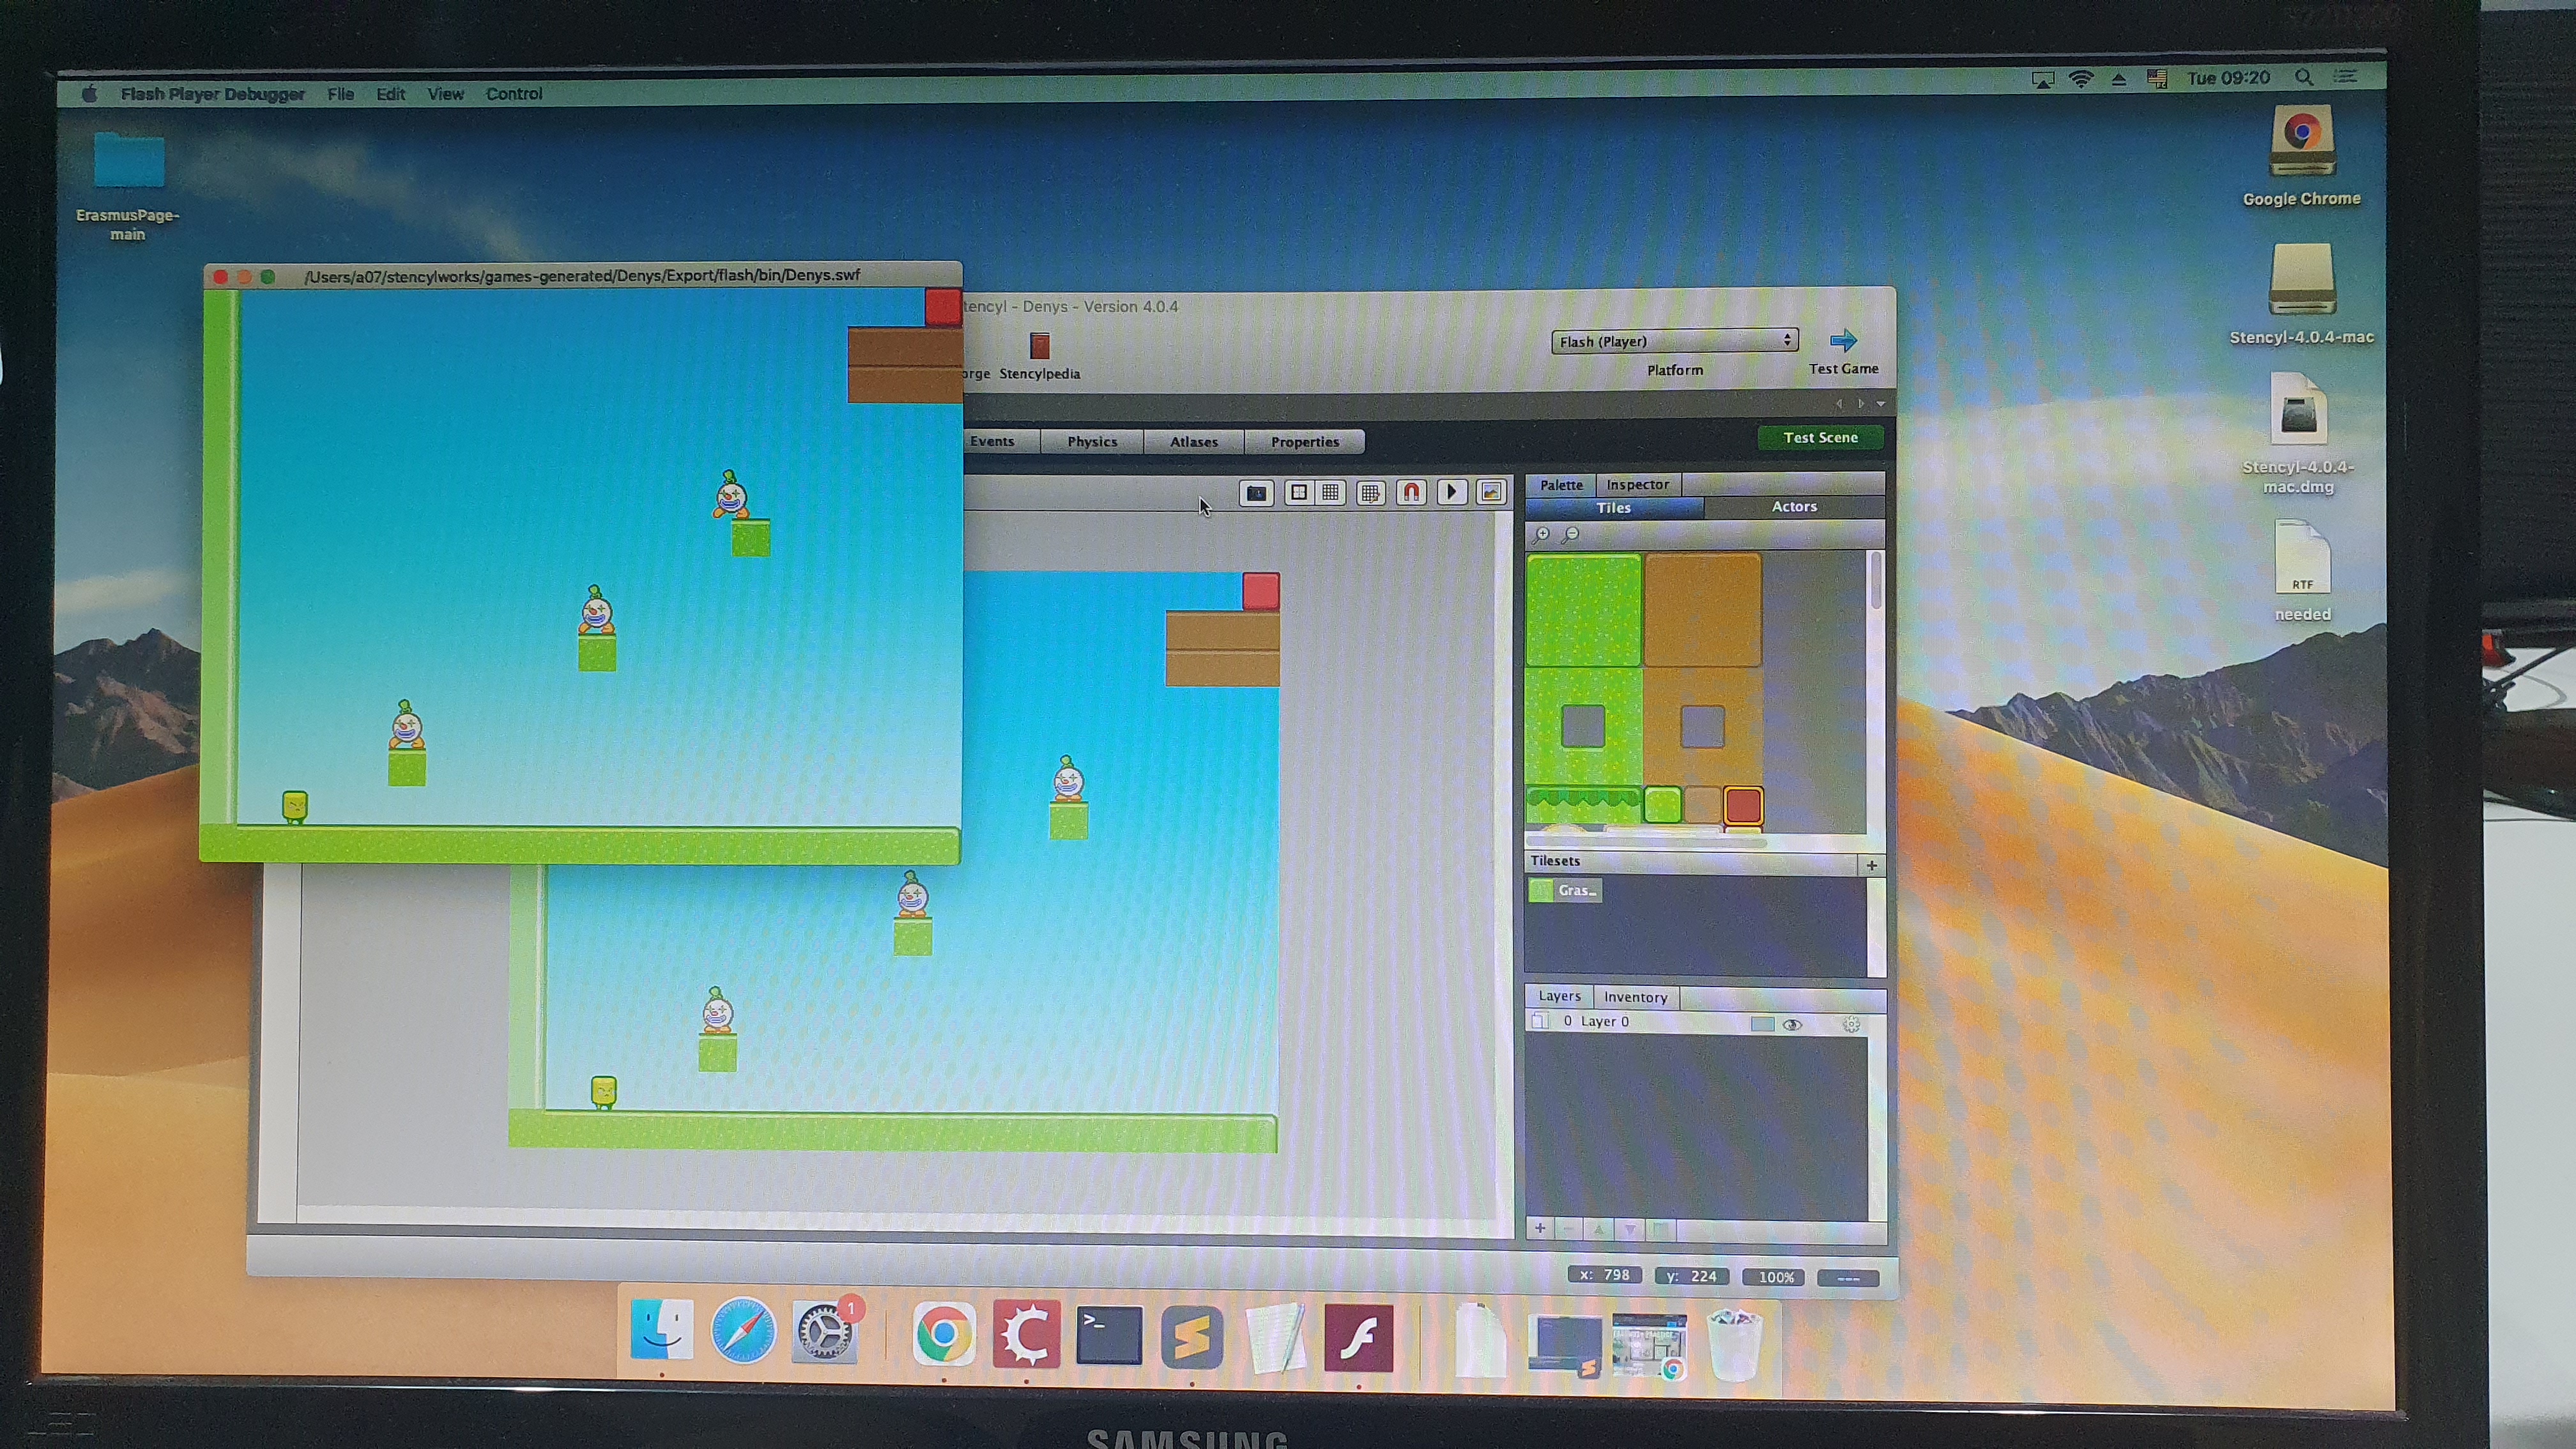 Flash Player Debugger File Edit View Control
Tue 09:20
ErasmusPage-
main
Google Chrome
Stencyl-4.0.4-mac
Stencyl-4.0.4-
mac.dmg
RTF
needed
/Users/a07/stencylworks/games-generated/Denys/Export/flash/bin/Denys.swf
tencyl - Denys - Version 4.0.4
orge Stencylpedia
Flash (Player)
Platform
Test Game
Events Physics Atlases Properties
Test Scene
Palette Inspector
Tiles Actors
Tilesets
+
Gras...
Layers Inventory
0 Layer 0
x: 798 y: 224 100% ---
1
>_
SAMSUNG